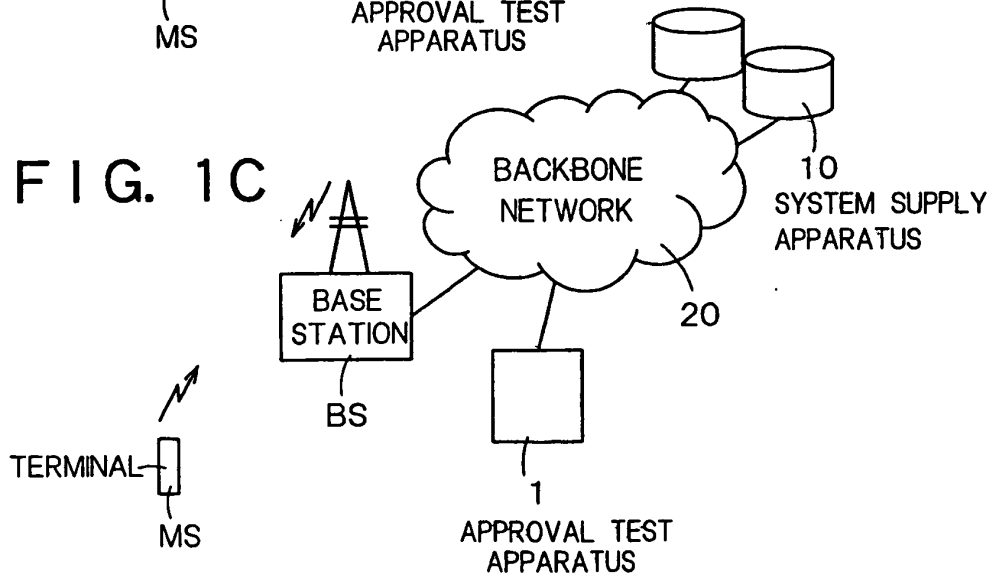 MS
APPROVAL TEST
APPARATUS
FIG. 1C
BACKBONE
NETWORK
10
SYSTEM SUPPLY
APPARATUS
20
BASE
STATION
BS
TERMINAL
MS
1
APPROVAL TEST
APPARATUS